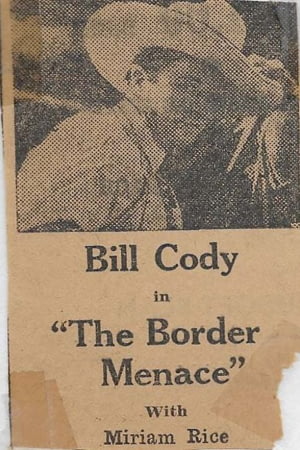 Bill Cody
in
“The Border
Menace”
With
Miriam Rice